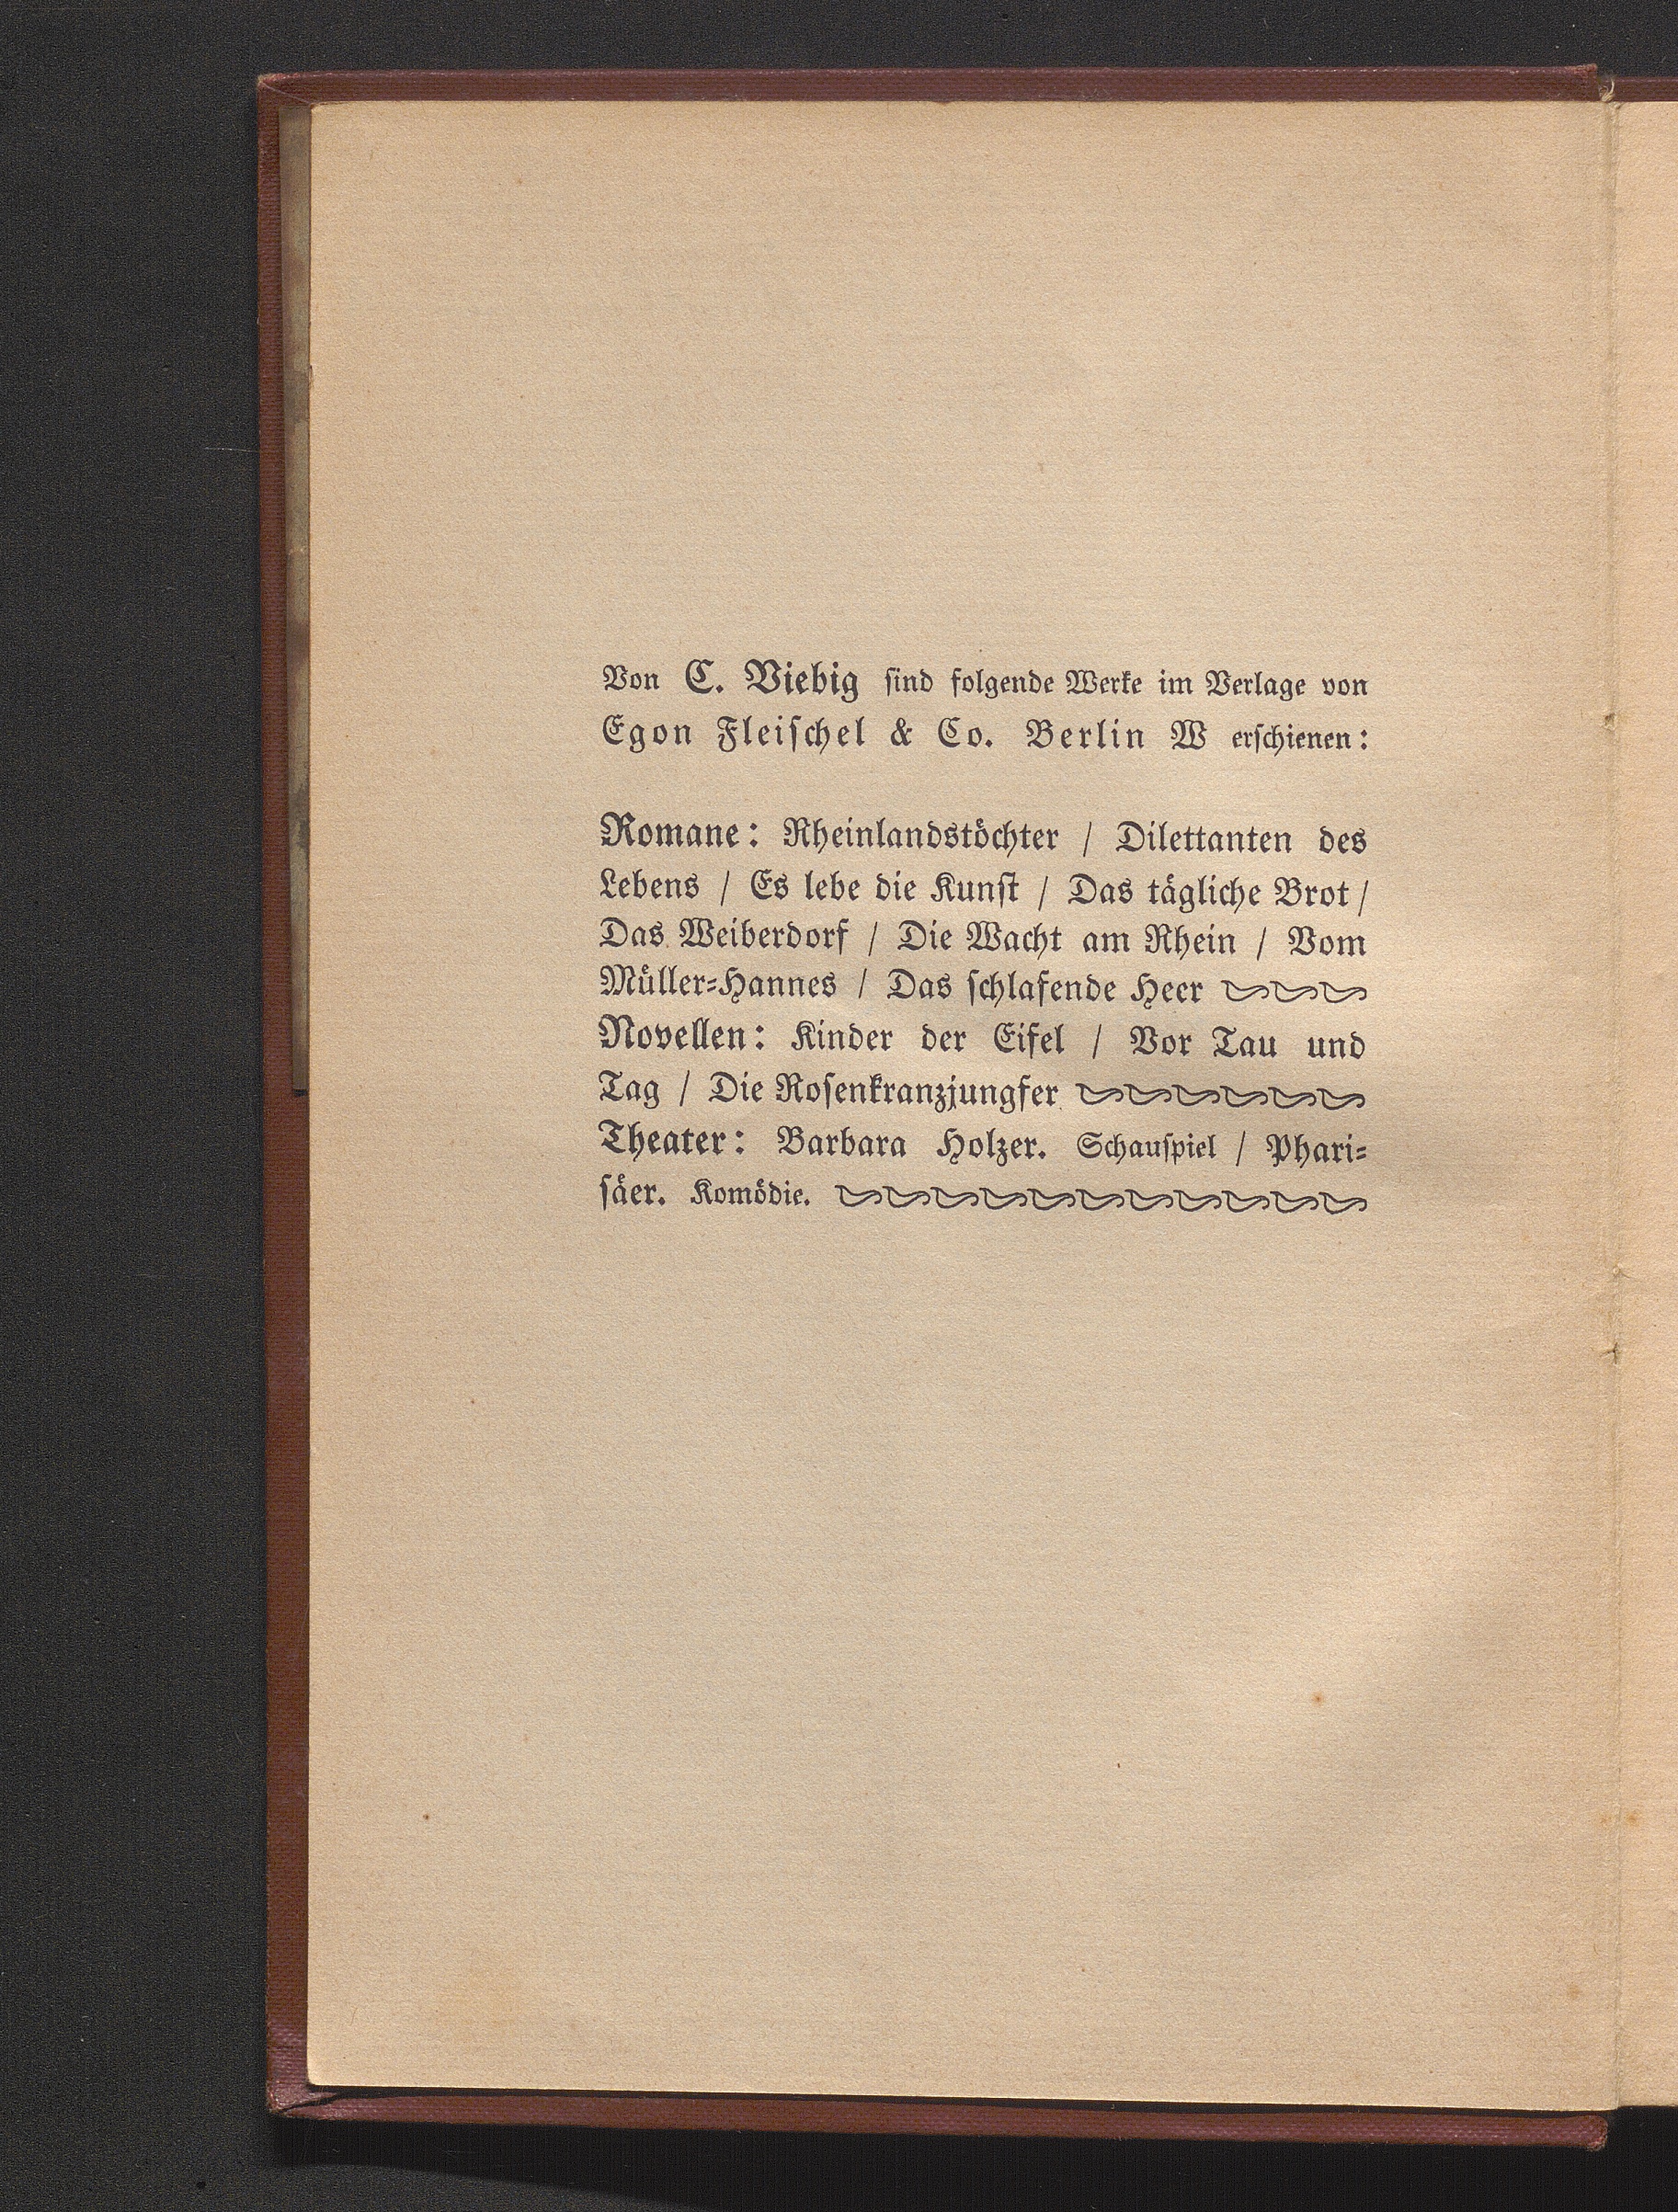 Von C. Viebig ſind folgende Werke im Verlage von
Egon Fleiſchel & Co. Berlin W erſchienen:
Romane: Rheinlandstöchter / Dilettanten des
Lebens / Es lebe die Kunſt / Das tägliche Brot /
Das Weiberdorf / Die Wacht am Rhein / Vom
Müller-Hannes / Das ſchlafende Heer
Novellen: Kinder der Eifel / Vor Tau und
Tag / Die Roſenkranzjungfer
Theater: Barbara Holzer. Schauſpiel / Phari-
ſäer. Komödie.